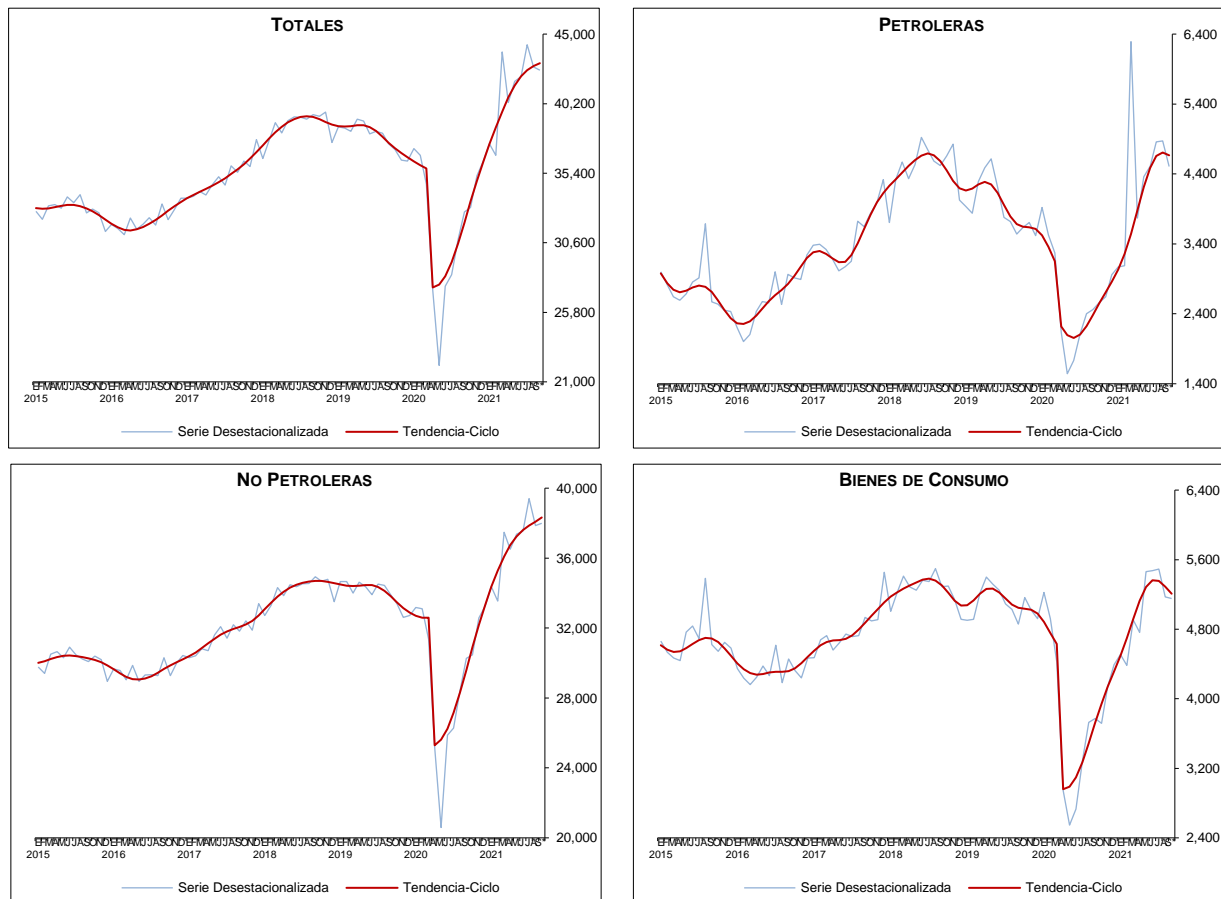 TOTALES
45,000
40,200
35,400
30,600
25,800
21,000
2015 2016 2017 2018 2019 2020 2021
Serie Desestacionalizada Tendencia-Ciclo
PETROLERAS
6,400
5,400
4,400
3,400
2,400
1,400
2015 2016 2017 2018 2019 2020 2021
Serie Desestacionalizada Tendencia-Ciclo
NO PETROLERAS
40,000
36,000
32,000
28,000
24,000
20,000
2015 2016 2017 2018 2019 2020 2021
Serie Desestacionalizada Tendencia-Ciclo
BIENES DE CONSUMO
6,400
5,600
4,800
4,000
3,200
2,400
2015 2016 2017 2018 2019 2020 2021
Serie Desestacionalizada Tendencia-Ciclo